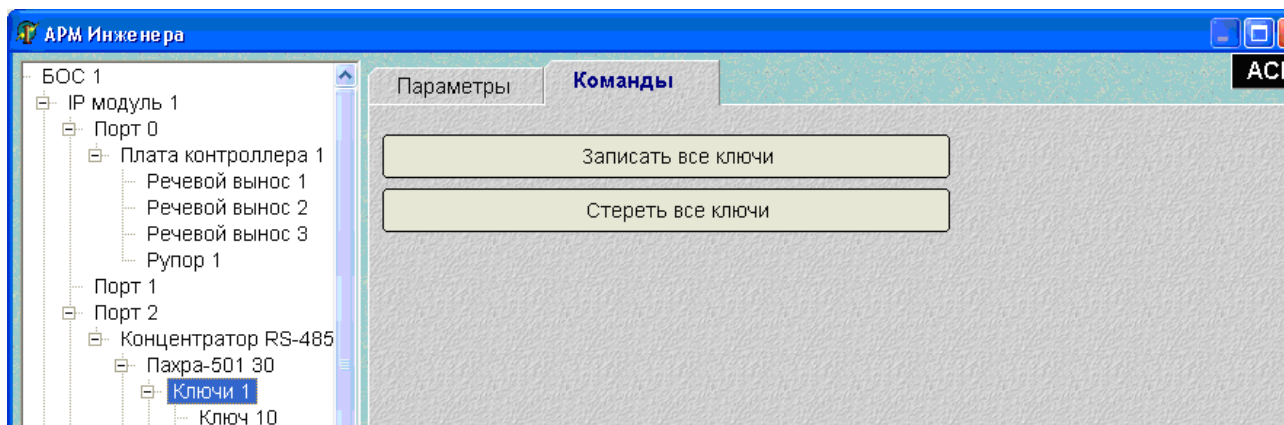 АРМ Инженера
БОС 1
IP модуль 1
Порт 0
Плата контроллера 1
Речевой вынос 1
Речевой вынос 2
Речевой вынос 3
Рупор 1
Порт 1
Порт 2
Концентратор RS-485
Пахра-501 30
Ключи 1
Ключ 10
Параметры
Команды
Записать все ключи
Стереть все ключи